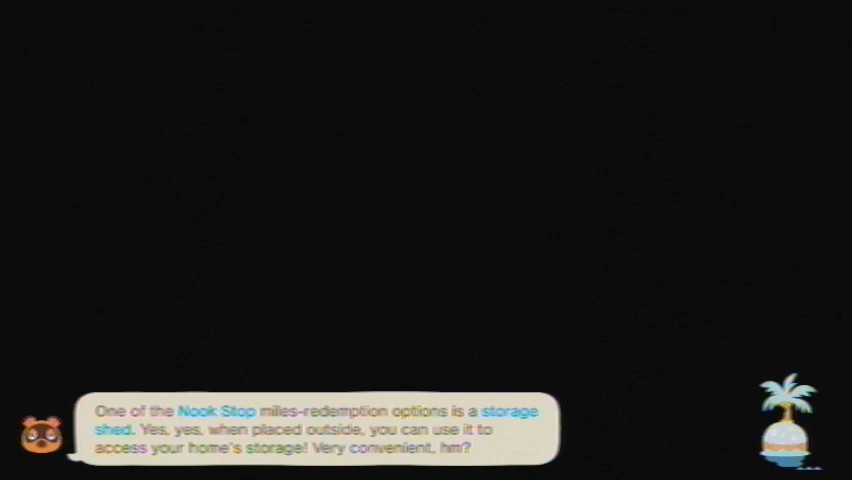 One of the Nook Stop miles-redemption options is a storage
shed. Yes, yes, when placed outside, you can use it to
access your home's storage! Very convenient, hm?